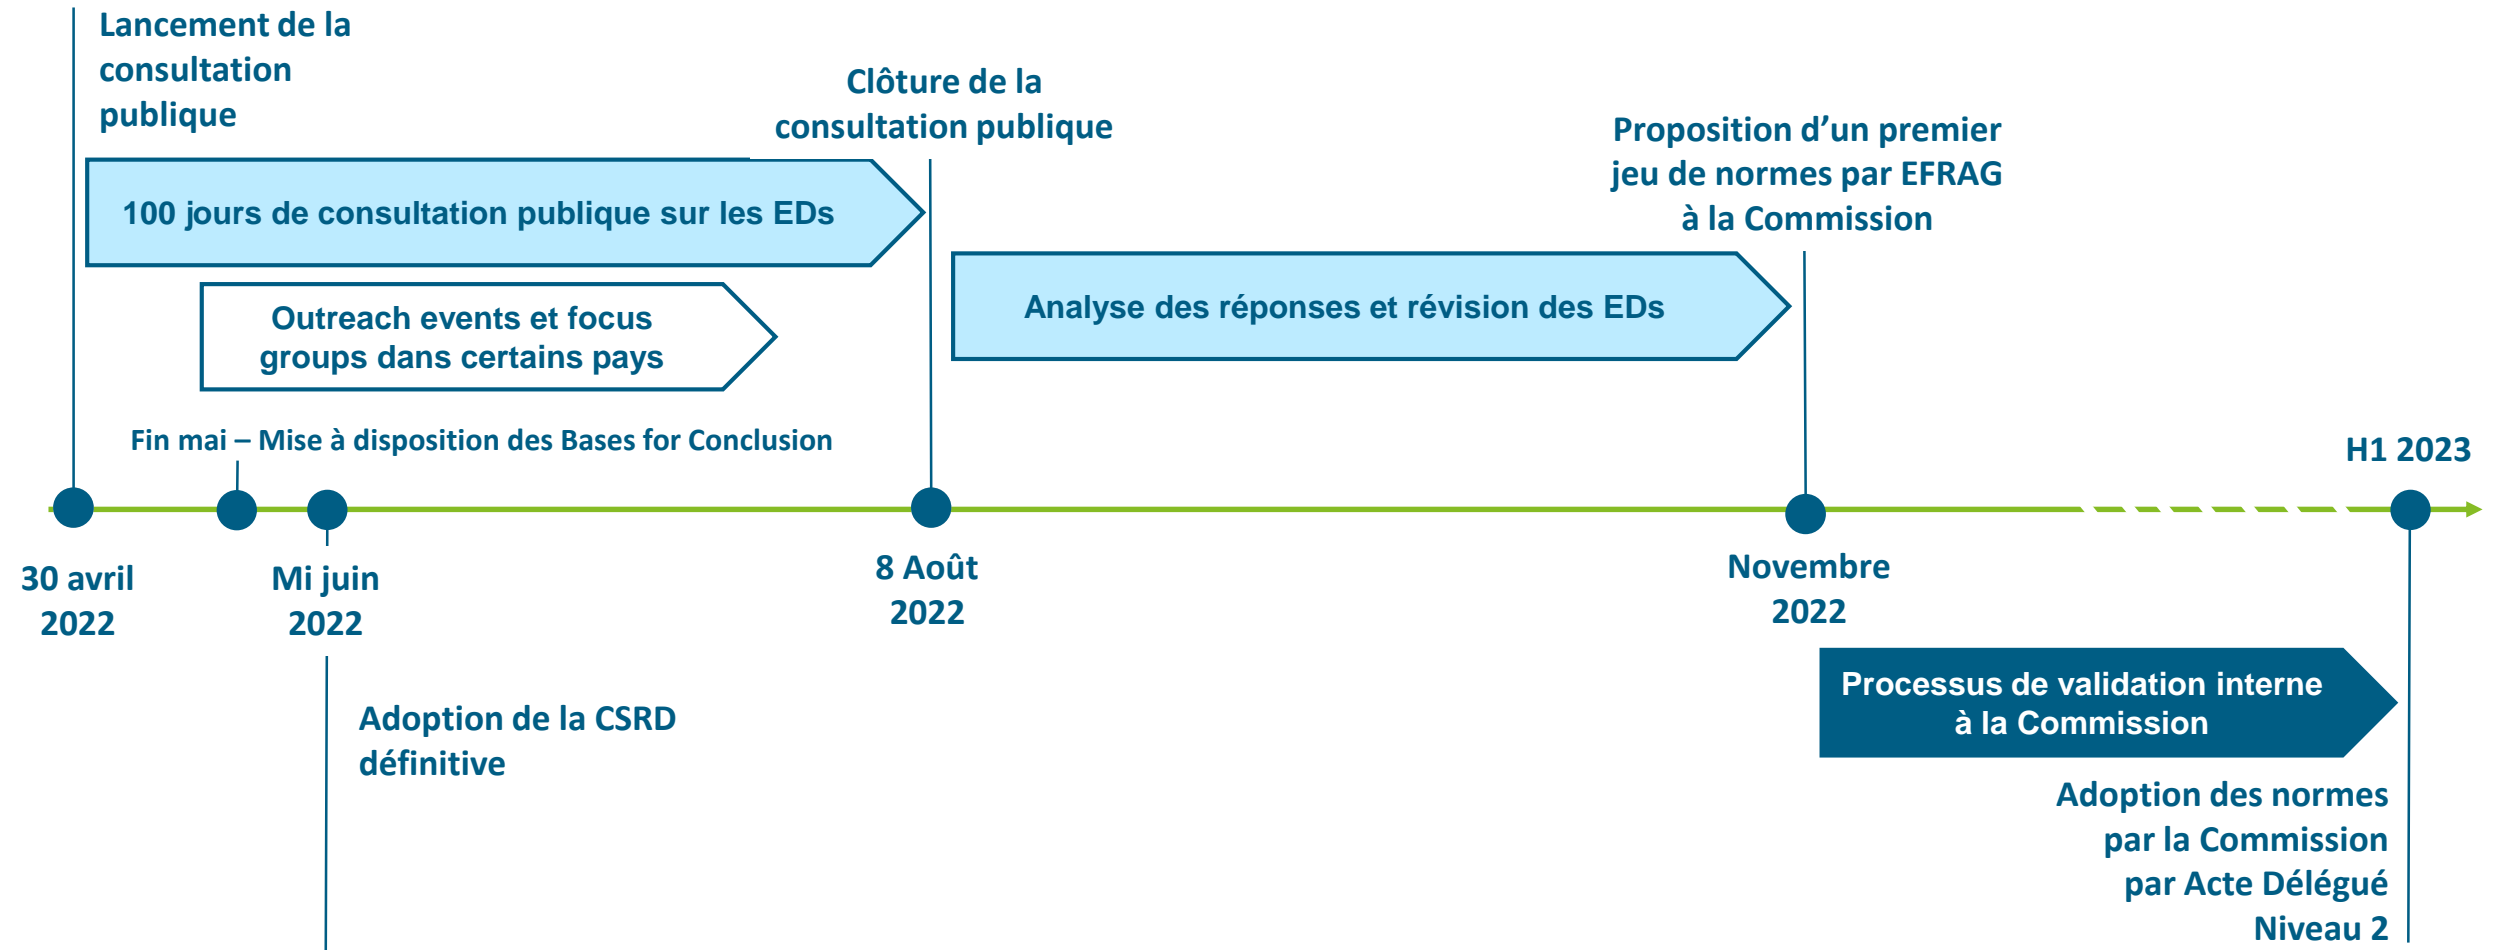 Lancement de la
consultation
publique
Clôture de la
consultation publique
Proposition d’un premier
jeu de normes par EFRAG
à la Commission
100 jours de consultation publique sur les EDs
Analyse des réponses et révision des EDs
Outreach events et focus
groups dans certains pays
Fin mai – Mise à disposition des Bases for Conclusion
H1 2023
30 avril
2022
Mi juin
2022
8 Août
2022
Novembre
2022
Adoption de la CSRD
définitive
Processus de validation interne
à la Commission
Adoption des normes
par la Commission
par Acte Délégué
Niveau 2